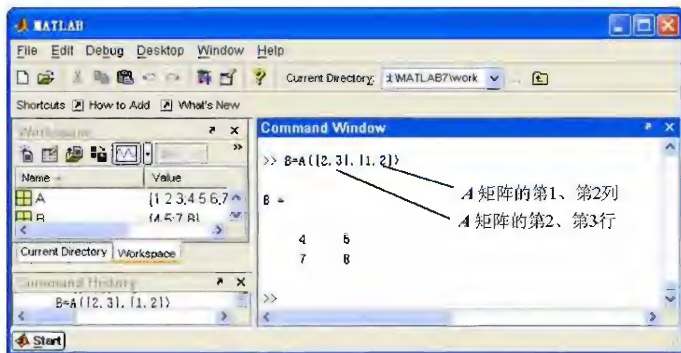 MATLAB
File Edit Debug Desktop Window Help
Current Directory: MATLAB7\work
Shortcuts How to Add What's New
Workspace
Name Value
A [1 2 3;4 5 6;7
B [4 5;7 8]
Current Directory Workspace
Command History
B=A([2,3],[1,2])
Start
Command Window
>> B=A([2,3],[1,2])
A 矩阵的第1、第2列
B =
A 矩阵的第2、第3行
4 5
7 8
>>